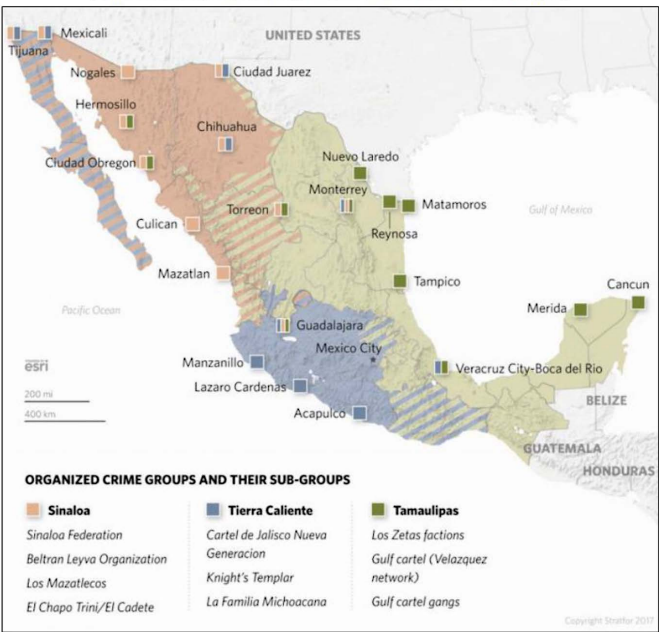 UNITED STATES
Mexicali
Tijuana
Nogales
Ciudad Juarez
Hermosillo
Chihuahua
Ciudad Obregon
Nuevo Laredo
Monterrey
Matamoros
Torreon
Reynosa
Gulf of Mexico
Culican
Mazatlan
Tampico
Cancun
Merida
Pacific Ocean
Guadalajara
Mexico City
Manzanillo
Veracruz City-Boca del Rio
esri
Lazaro Cardenas
200 mi
BELIZE
400 km
Acapulco
GUATEMALA
HONDURAS
ORGANIZED CRIME GROUPS AND THEIR SUB-GROUPS
Sinaloa
Sinaloa Federation
Beltran Leyva Organization
Los Mazatlecos
El Chapo Trini/El Cadete
Tierra Caliente
Cartel de Jalisco Nueva
Generacion
Knight's Templar
La Familia Michoacana
Tamaulipas
Los Zetas factions
Gulf cartel (Velazquez
network)
Gulf cartel gangs
Copyright Stratfor 2017